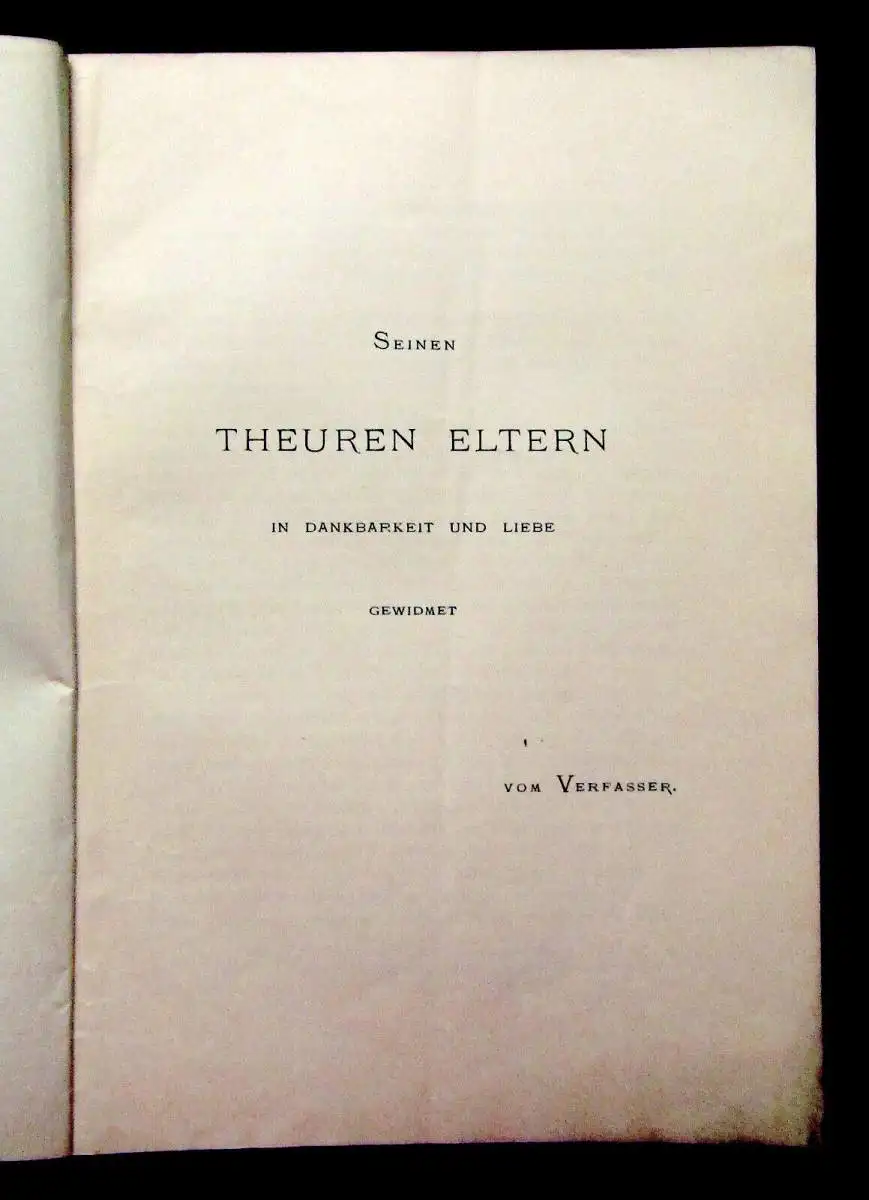 Seinen
THEUREN ELTERN
IN DANKBARKEIT UND LIEBE
GEWIDMET
VOM VERFASSER.